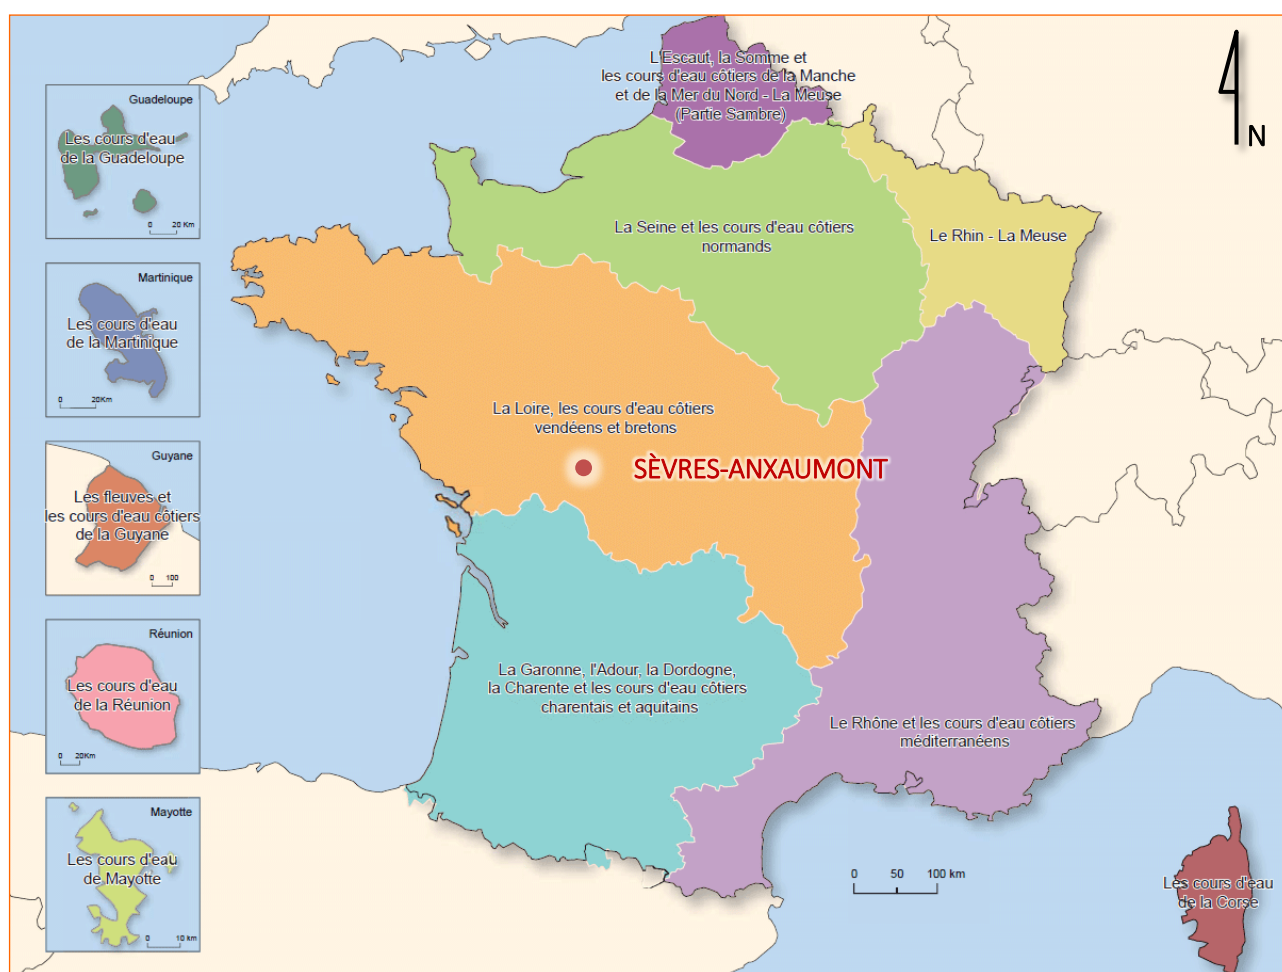 L'Escaut, la Somme et
les cours d'eau côtiers de la Manche
et de la Mer du Nord - La Meuse
(Partie Sambre)
N
Guadeloupe
Les cours d'eau
de la Guadeloupe
0 20 Km
La Seine et les cours d'eau côtiers
normands
Le Rhin - La Meuse
Martinique
Les cours d'eau
de la Martinique
0 20Km
La Loire, les cours d'eau côtiers
vendéens et bretons
SÈVRES-ANXAUMONT
Guyane
Les fleuves et
les cours d'eau côtiers
de la Guyane
0 100
Réunion
Les cours d'eau
de la Réunion
0 20Km
La Garonne, l'Adour, la Dordogne,
la Charente et les cours d'eau côtiers
charentais et aquitains
Le Rhône et les cours d'eau côtiers
méditerranéens
Mayotte
Les cours d'eau
de Mayotte
0 10 km
0 50 100 km
Les cours d'eau
de la Corse